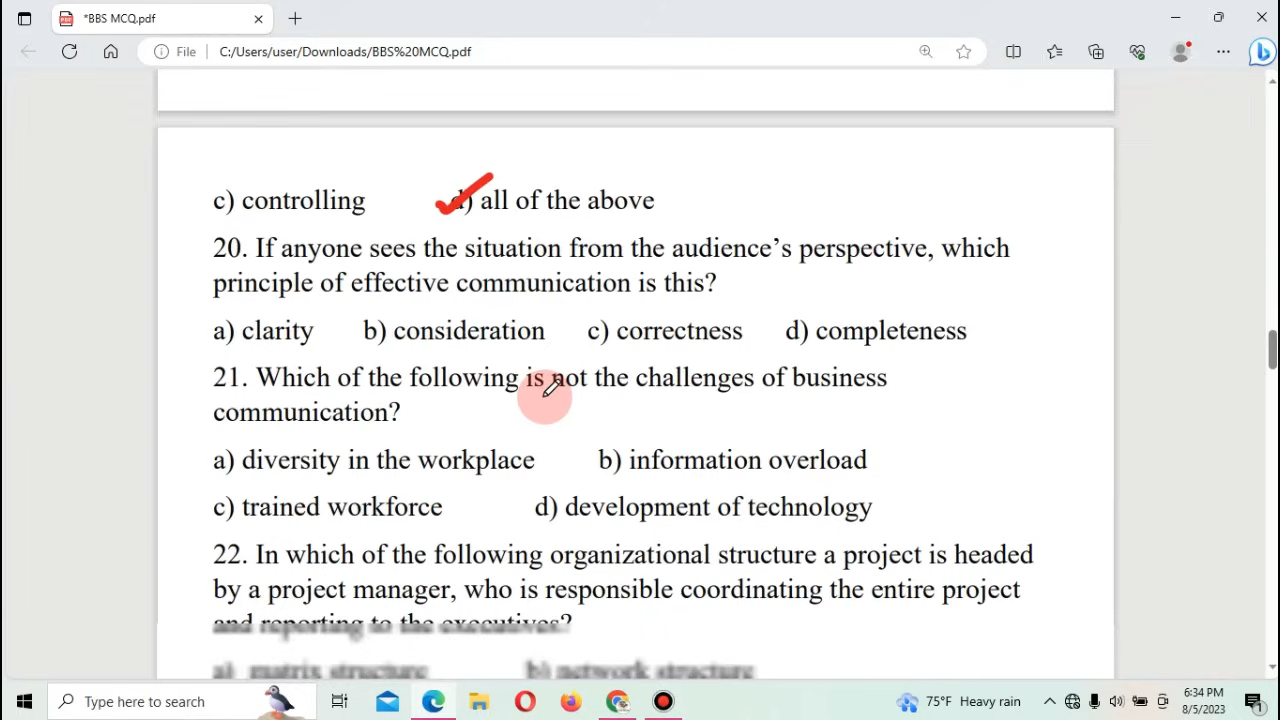 *BBS MCQ.pdf
File C:/Users/user/Downloads/BBS%20MCQ.pdf
c) controlling d) all of the above
20. If anyone sees the situation from the audience’s perspective, which
principle of effective communication is this?
a) clarity b) consideration c) correctness d) completeness
21. Which of the following is not the challenges of business
communication?
a) diversity in the workplace b) information overload
c) trained workforce d) development of technology
22. In which of the following organizational structure a project is headed
by a project manager, who is responsible coordinating the entire project
and reporting to the executives?
a) matrix structure b) network structure
Type here to search 75°F Heavy rain 6:34 PM
8/5/2023 1